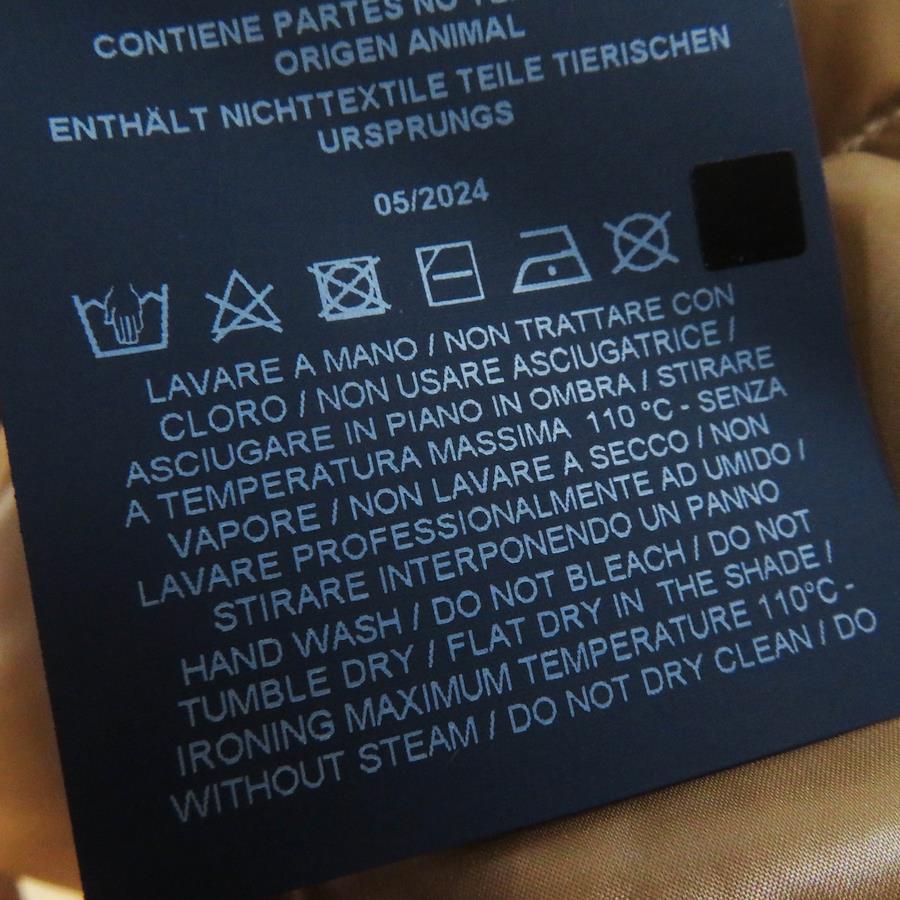 CONTIENE PARTES NO
ORIGEN ANIMAL
ENTHÄLT NICHTTEXTILE TEILE TIERISCHEN
URSPRUNGS
05/2024
LAVARE A MANO / NON TRATTARE CON
CLORO / NON USARE ASCIUGATRICE /
ASCIUGARE IN PIANO IN OMBRA / STIRARE
A TEMPERATURA MASSIMA 110 °C - SENZA
VAPORE / NON LAVARE A SECCO / NON
LAVARE PROFESSIONALMENTE AD UMIDO /
STIRARE INTERPONENDO UN PANNO
HAND WASH / DO NOT BLEACH / DO NOT
TUMBLE DRY / FLAT DRY IN THE SHADE /
IRONING MAXIMUM TEMPERATURE 110°C -
WITHOUT STEAM / DO NOT DRY CLEAN / DO